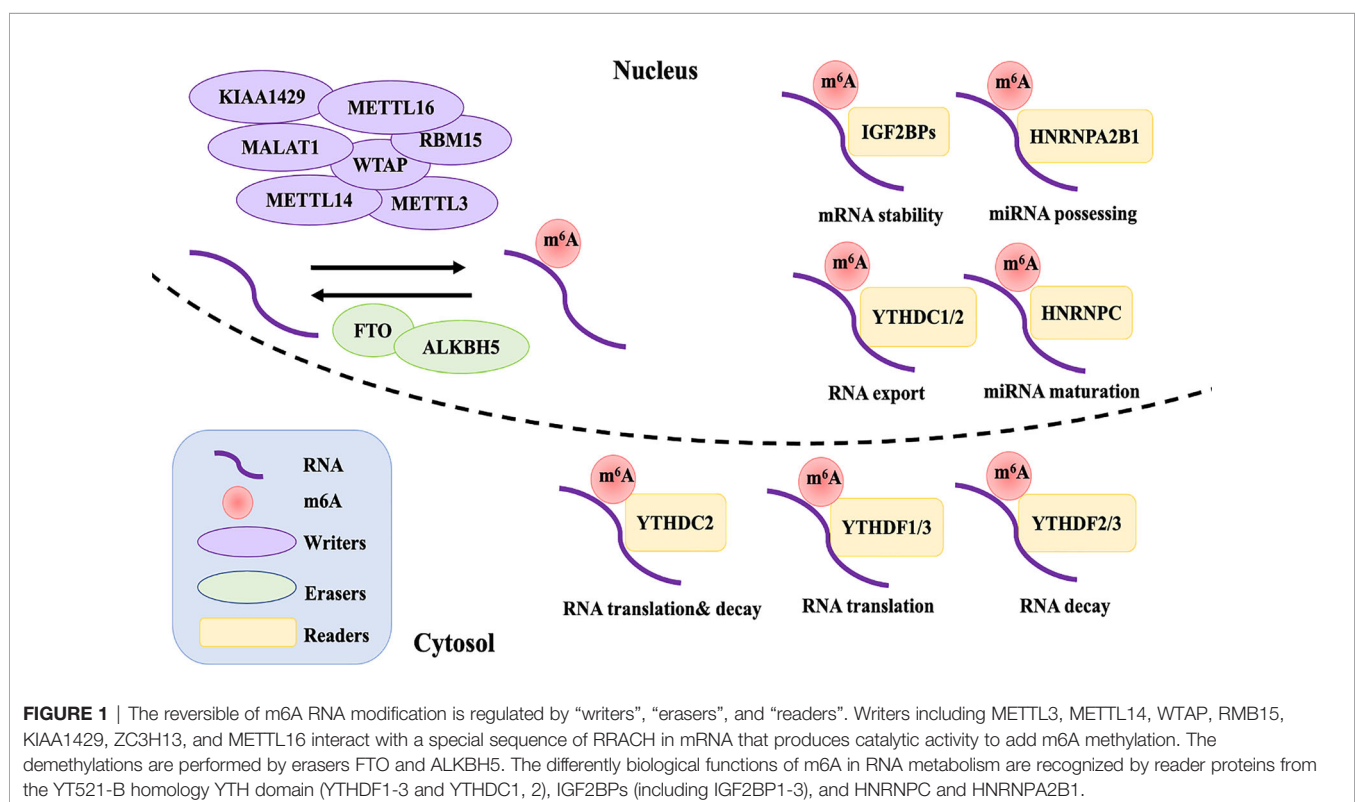 Nucleus
KIAA1429
METTL16
MALAT1
RBM15
WTAP
METTL14
METTL3
m⁶A
FTO
ALKBH5
m⁶A
IGF2BPs
mRNA stability
m⁶A
HNRNPA2B1
miRNA possessing
m⁶A
YTHDC1/2
RNA export
m⁶A
HNRNPC
miRNA maturation
RNA
m6A
Writers
Erasers
Readers
Cytosol
m⁶A
YTHDC2
RNA translation& decay
m⁶A
YTHDF1/3
RNA translation
m⁶A
YTHDF2/3
RNA decay
FIGURE 1 | The reversible of m6A RNA modification is regulated by “writers”, “erasers”, and “readers”. Writers including METTL3, METTL14, WTAP, RMB15,
KIAA1429, ZC3H13, and METTL16 interact with a special sequence of RRACH in mRNA that produces catalytic activity to add m6A methylation. The
demethylations are performed by erasers FTO and ALKBH5. The differently biological functions of m6A in RNA metabolism are recognized by reader proteins from
the YT521-B homology YTH domain (YTHDF1-3 and YTHDC1, 2), IGF2BPs (including IGF2BP1-3), and HNRNPC and HNRNPA2B1.